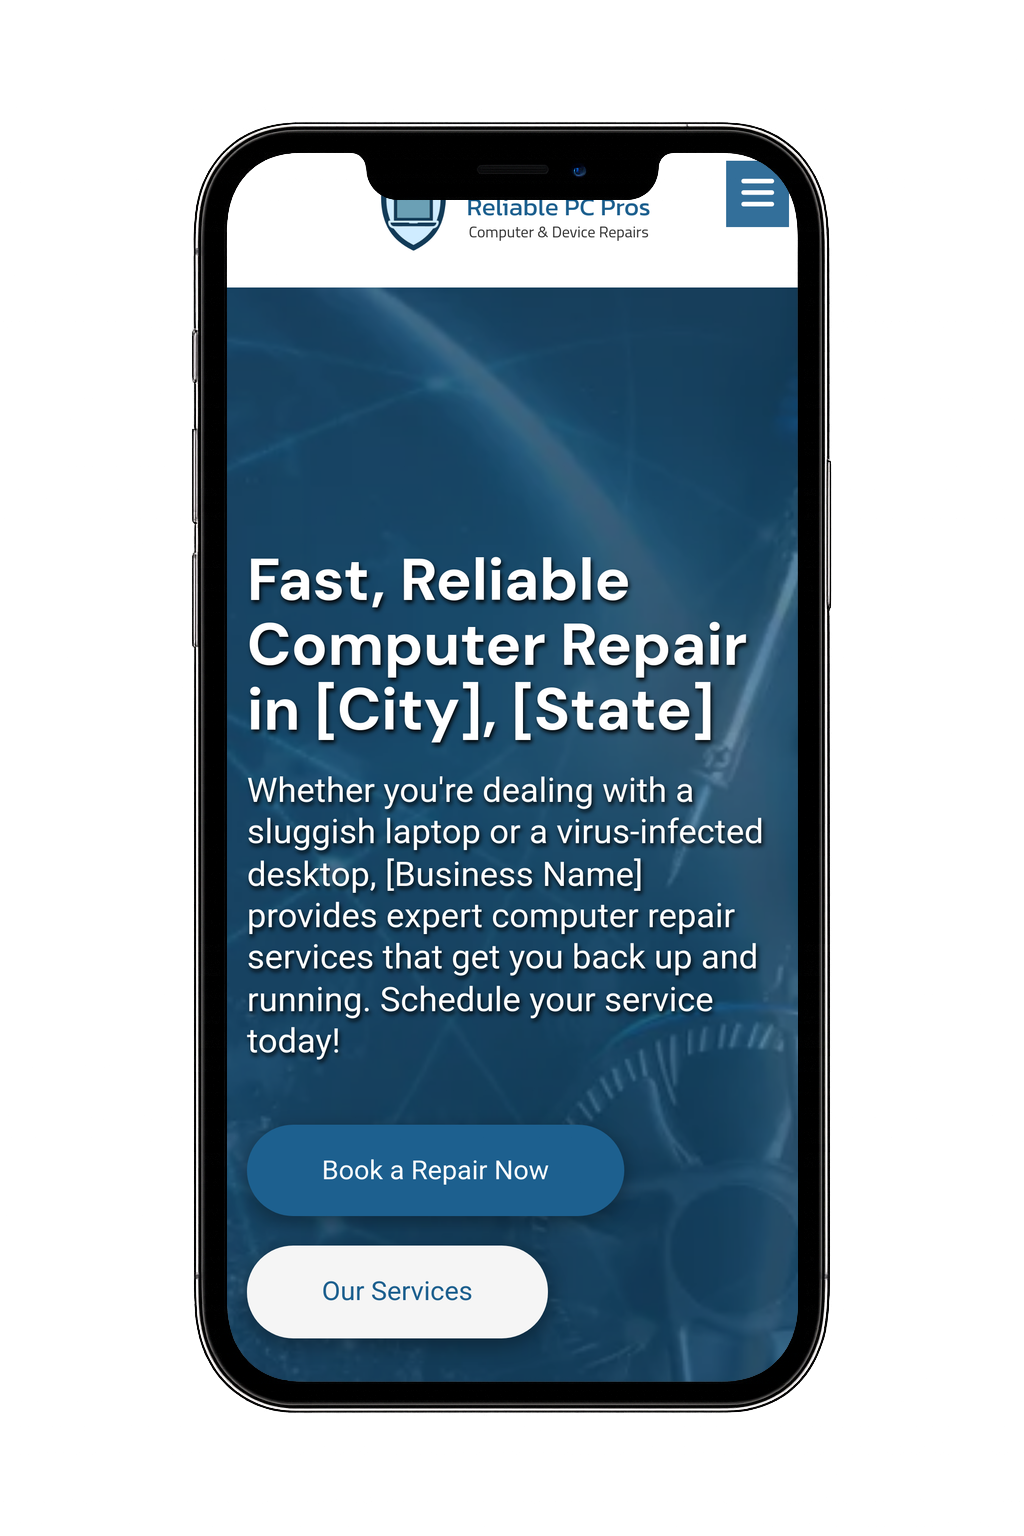 Reliable PC Pros
Computer & Device Repairs
Fast, Reliable
Computer Repair
in [City], [State]
Whether you're dealing with a
sluggish laptop or a virus-infected
desktop, [Business Name]
provides expert computer repair
services that get you back up and
running. Schedule your service
today!
Book a Repair Now
Our Services